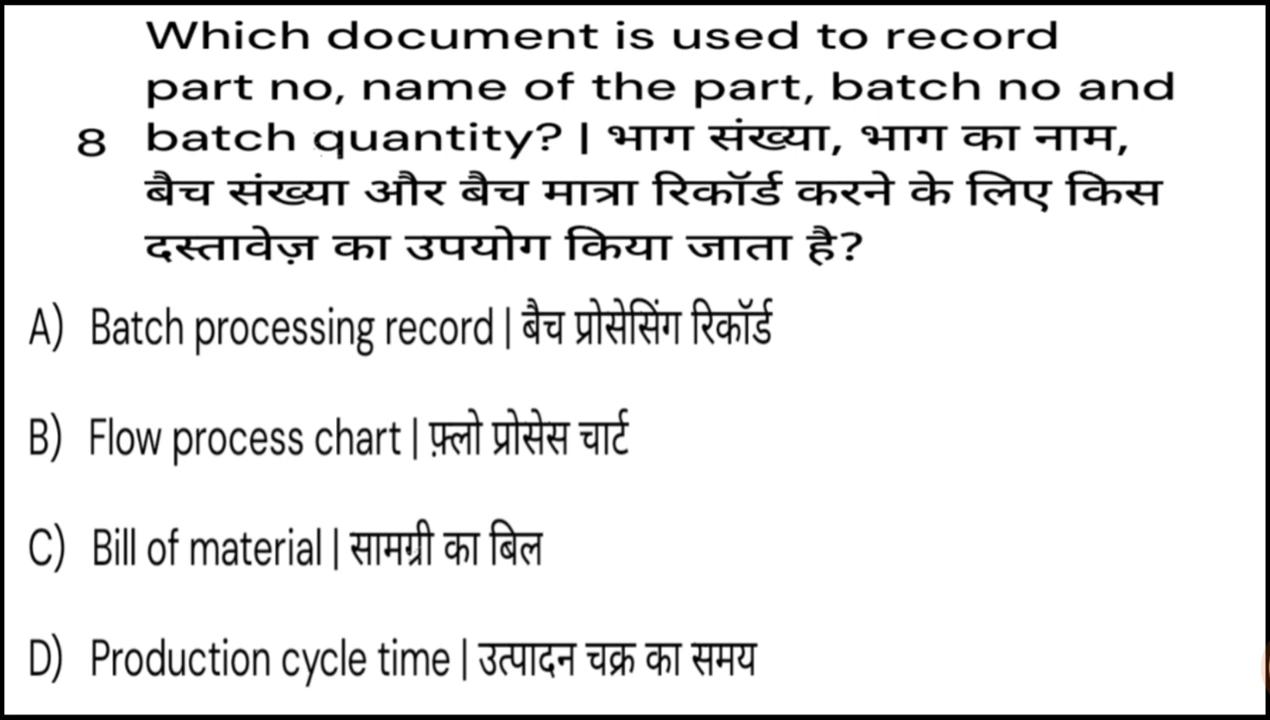 Which document is used to record
part no, name of the part, batch no and
8 batch quantity? | भाग संख्या, भाग का नाम,
बैच संख्या और बैच मात्रा रिकॉर्ड करने के लिए किस
दस्तावेज़ का उपयोग किया जाता है?
A) Batch processing record | बैच प्रोसेसिंग रिकॉर्ड
B) Flow process chart | फ़्लो प्रोसेस चार्ट
C) Bill of material | सामग्री का बिल
D) Production cycle time | उत्पादन चक्र का समय